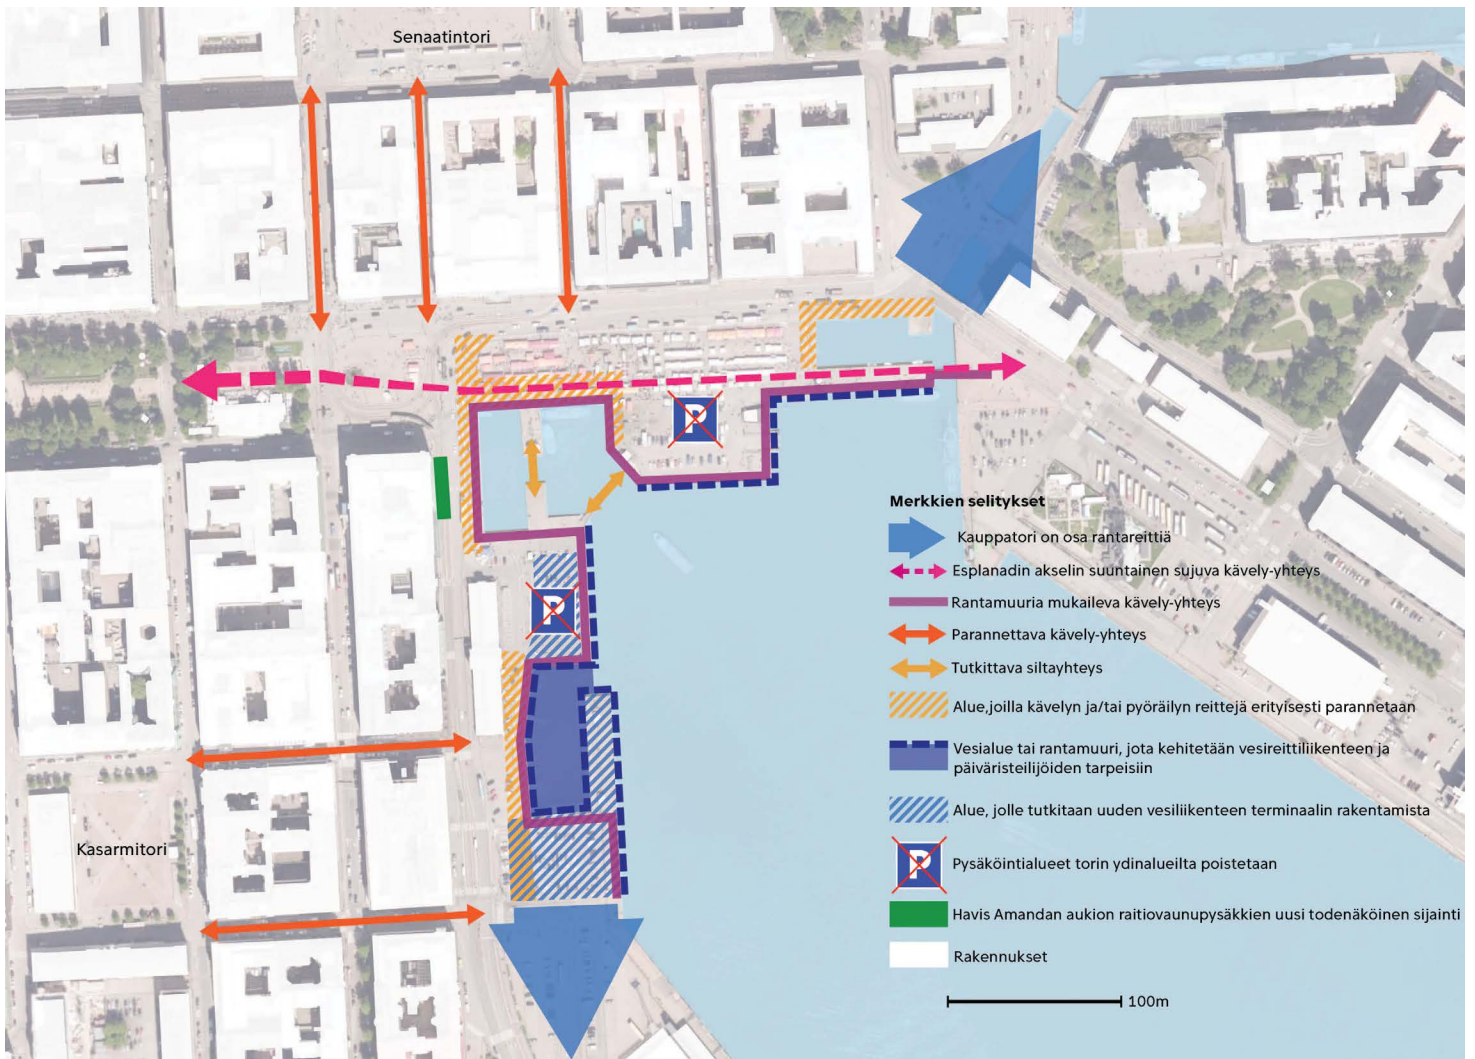 Senaatintori
P
P
Kasarmitori
Merkkien selitykset
Kauppatori on osa rantareittiä
Esplanadin akselin suuntainen sujuva kävely-yhteys
Rantamuuria mukaileva kävely-yhteys
Parannettava kävely-yhteys
Tutkittava siltayhteys
Alue,joilla kävelyn ja/tai pyöräilyn reittejä erityisesti parannetaan
Vesialue tai rantamuuri, jota kehitetään vesireittiliikenteen ja
päiväristeilijöiden tarpeisiin
Alue, jolle tutkitaan uuden vesiliikenteen terminaalin rakentamista
P
Pysäköintialueet torin ydinalueilta poistetaan
Havis Amandan aukion raitiovaunupysäkkien uusi todenäköinen sijainti
Rakennukset
100m